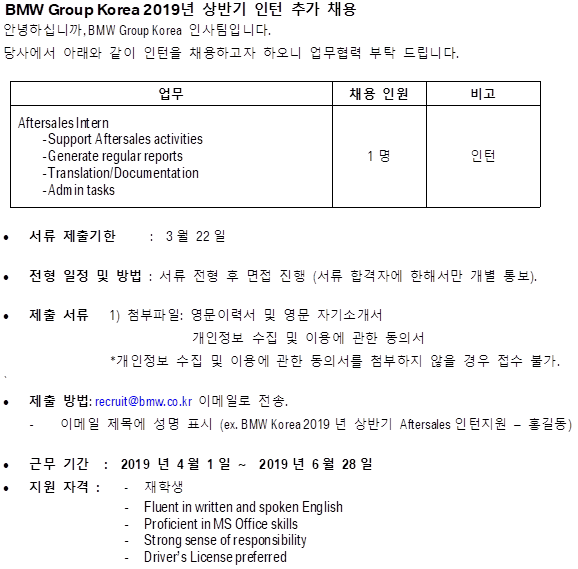 BMW Group Korea 2019년 상반기 인턴 추가 채용
안녕하십니까, BMW Group Korea 인사팀입니다.
당사에서 아래와 같이 인턴을 채용하고자 하오니 업무협력 부탁 드립니다.
업무 채용 인원 비고
Aftersales Intern
- Support Aftersales activities
- Generate regular reports
- Translation/Documentation
- Admin tasks
1 명 인턴
• 서류 제출기한 : 3 월 22 일
• 전형 일정 및 방법 : 서류 전형 후 면접 진행 (서류 합격자에 한해서만 개별 통보).
• 제출 서류 1) 첨부파일: 영문이력서 및 영문 자기소개서
개인정보 수집 및 이용에 관한 동의서
*개인정보 수집 및 이용에 관한 동의서를 첨부하지 않을 경우 접수 불가.
`
• 제출 방법: recruit@bmw.co.kr 이메일로 전송.
- 이메일 제목에 성명 표시 (ex. BMW Korea 2019 년 상반기 Aftersales 인턴지원 – 홍길동)
• 근무 기간 : 2019 년 4 월 1 일 ~ 2019 년 6 월 28 일
• 지원 자격 : - 재학생
- Fluent in written and spoken English
- Proficient in MS Office skills
- Strong sense of responsibility
- Driver's License preferred